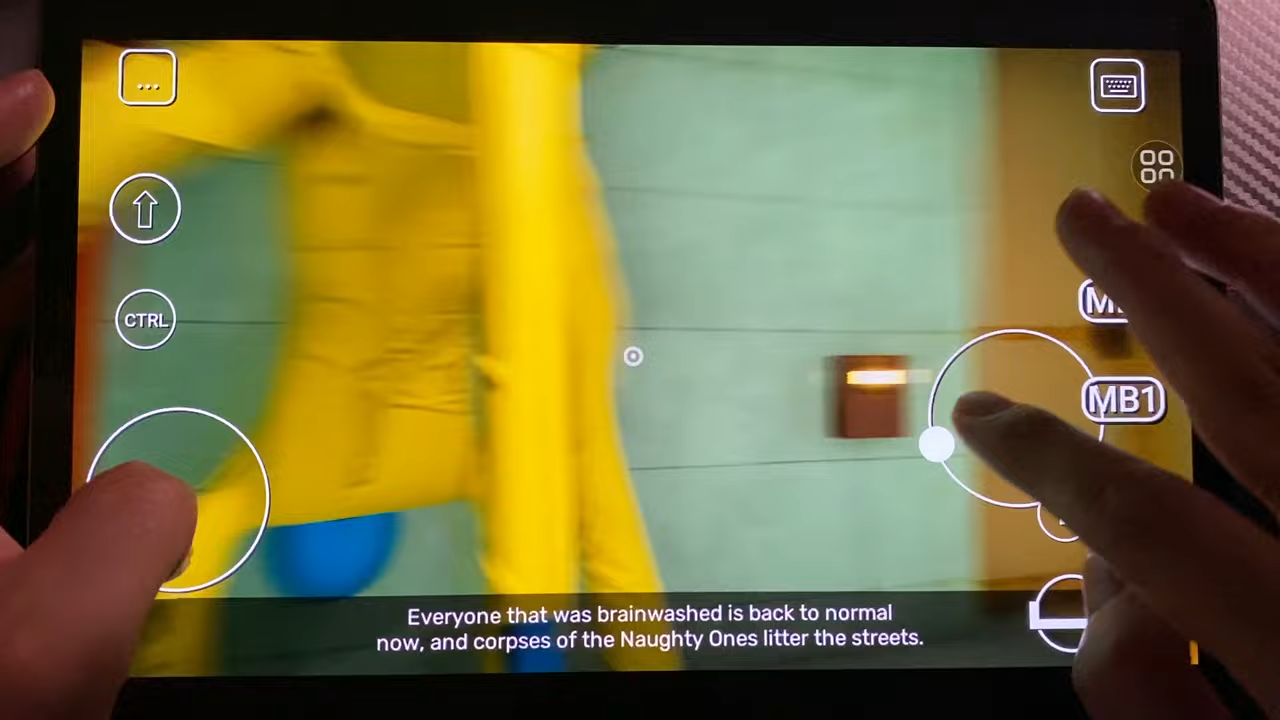 CTRL
MB1
Everyone that was brainwashed is back to normal
now, and corpses of the Naughty Ones litter the streets.